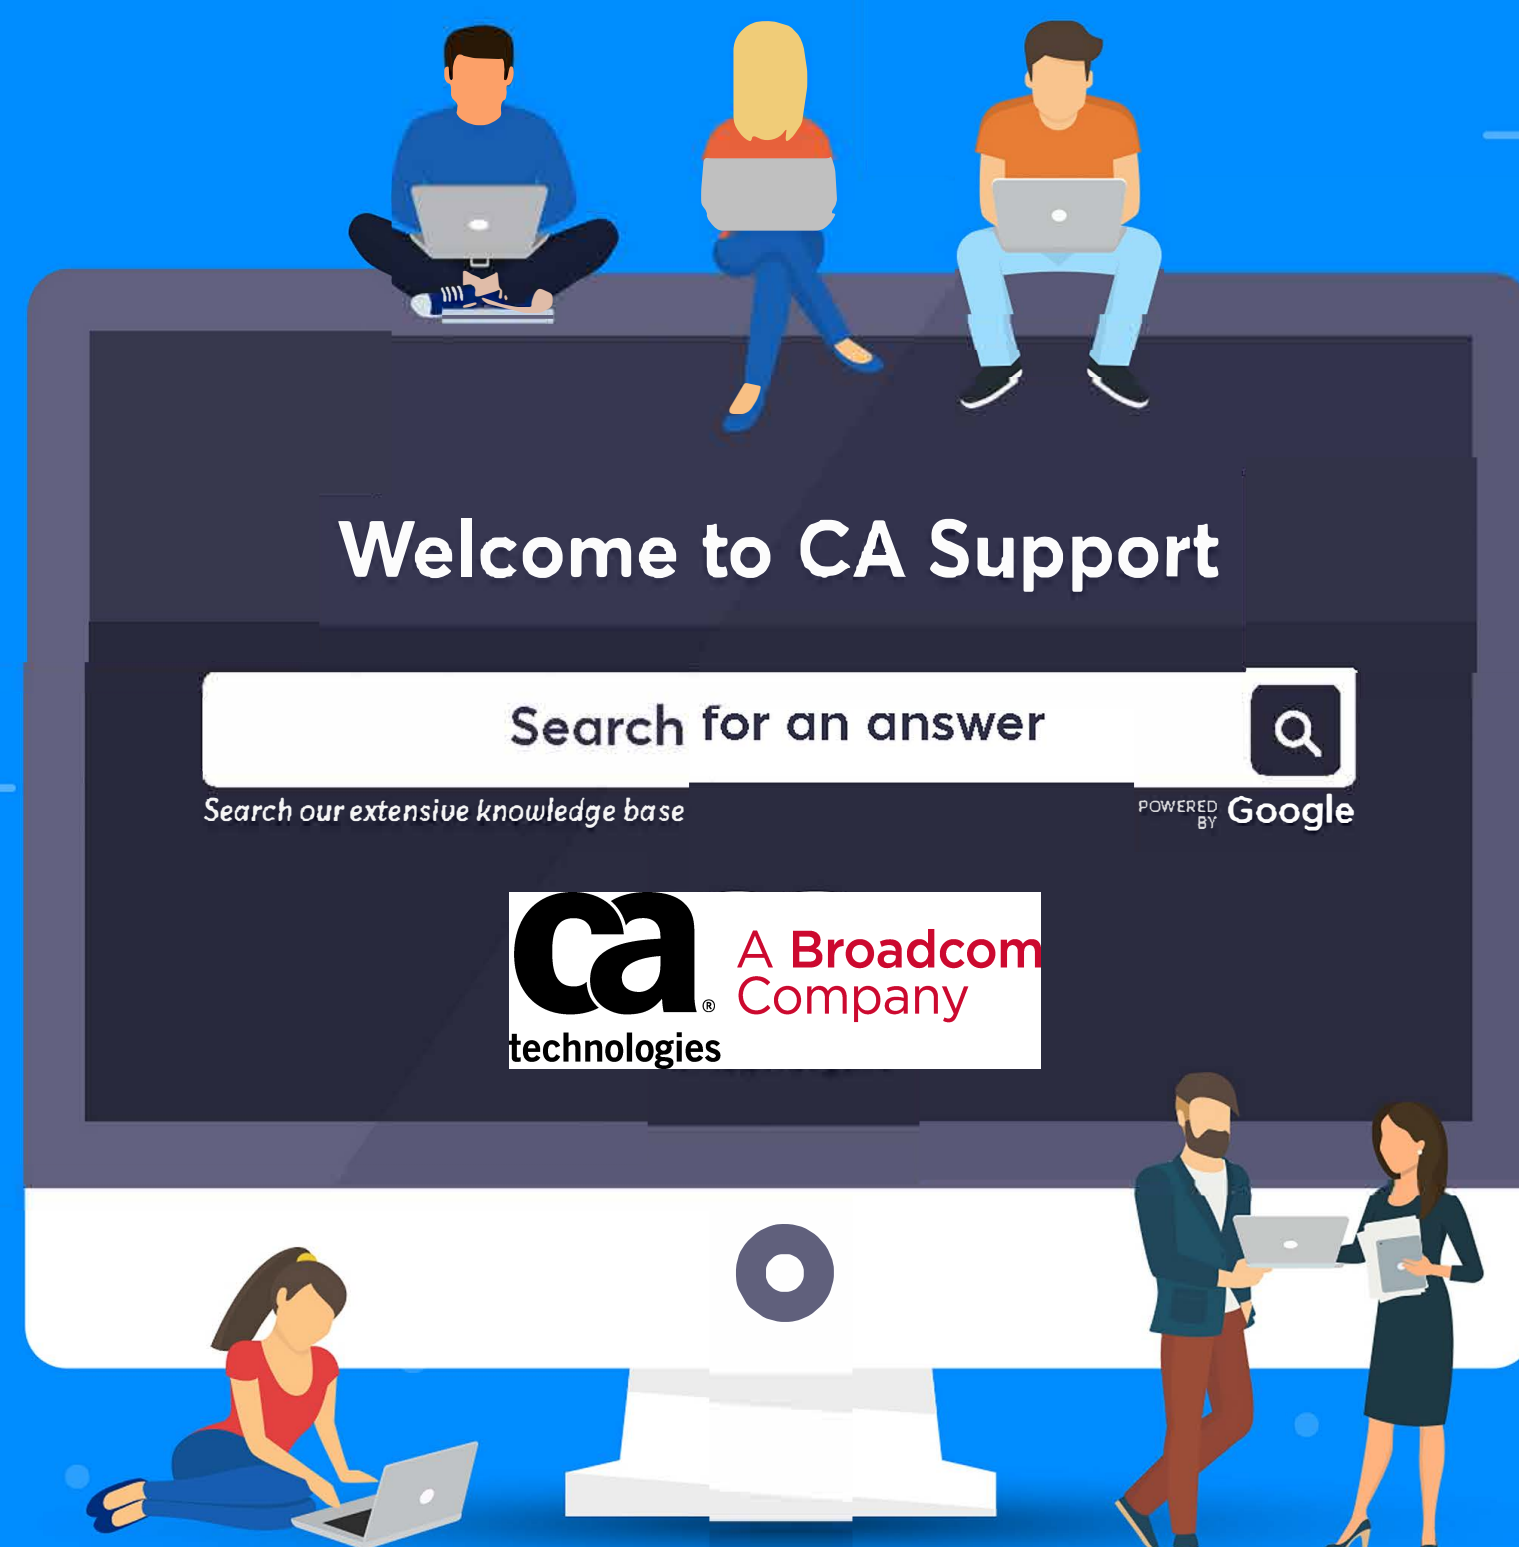 Welcome to CA Support
Search for an answer
Search our extensive knowledge base
POWERED BY Google
ca®
technologies
A Broadcom
Company